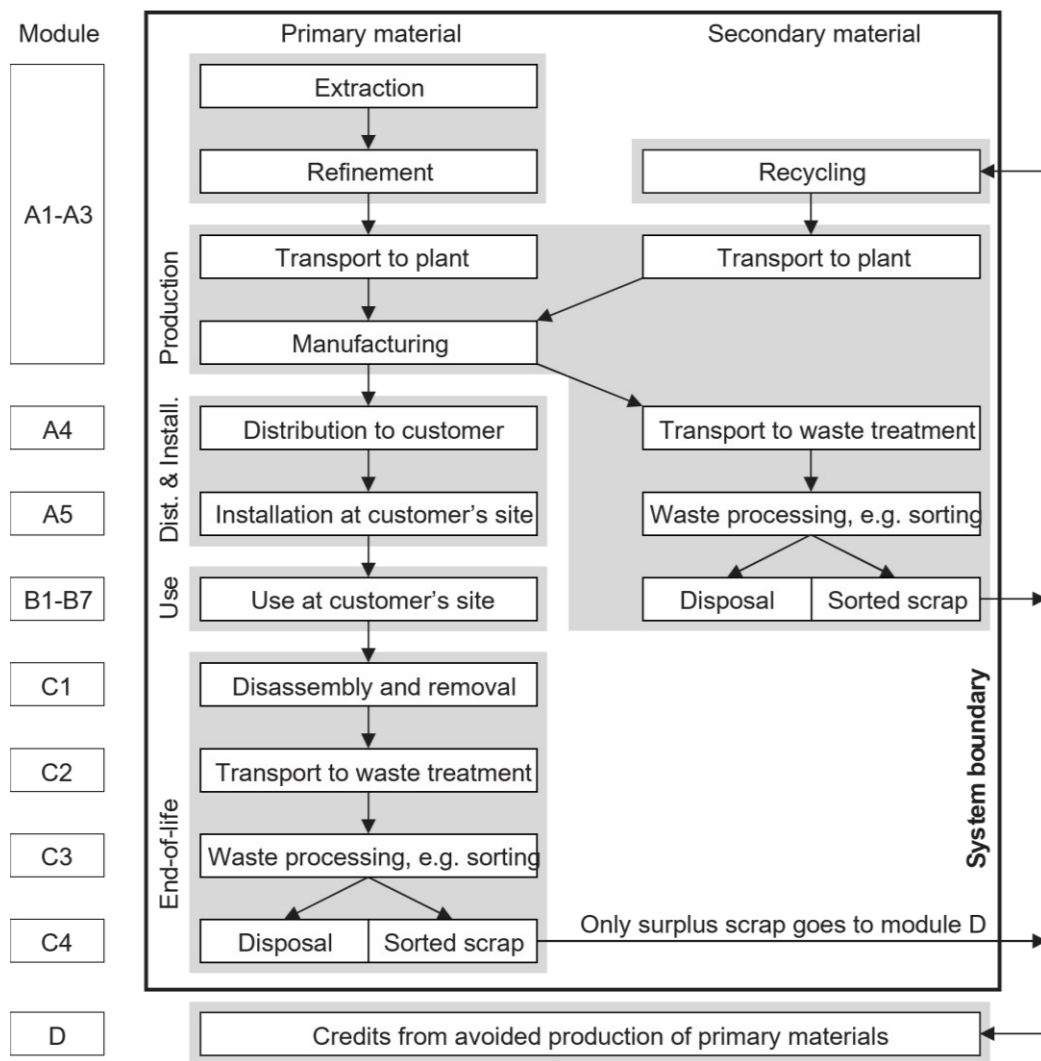 Module
Primary material
Secondary material
Extraction
Refinement
Recycling
A1-A3
Transport to plant
Transport to plant
Production
Manufacturing
A4
Distribution to customer
Transport to waste treatment
Dist. & Install.
A5
Installation at customer's site
Waste processing, e.g. sorting
B1-B7
Use
Use at customer's site
Disposal
Sorted scrap
C1
Disassembly and removal
C2
Transport to waste treatment
System boundary
End-of-life
C3
Waste processing, e.g. sorting
C4
Disposal
Sorted scrap
Only surplus scrap goes to module D
D
Credits from avoided production of primary materials